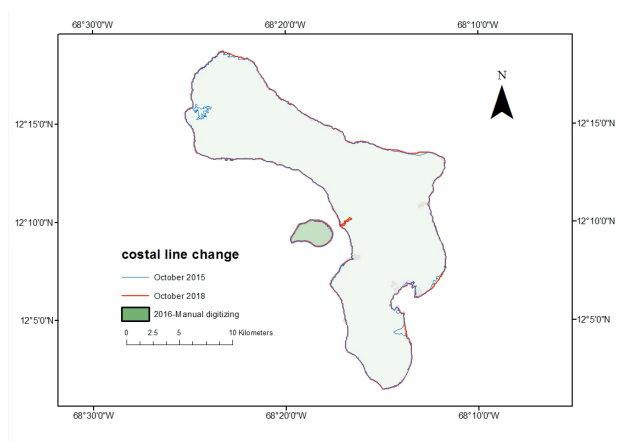 68°30'0"W 68°20'0"W 68°10'0"W
N
12°15'0"N 12°15'0"N
12°10'0"N 12°10'0"N
costal line change
October 2015
October 2018
2016-Manual digitizing
12°5'0"N 12°5'0"N
0 2.5 5 10 Kilometers
68°30'0"W 68°20'0"W 68°10'0"W